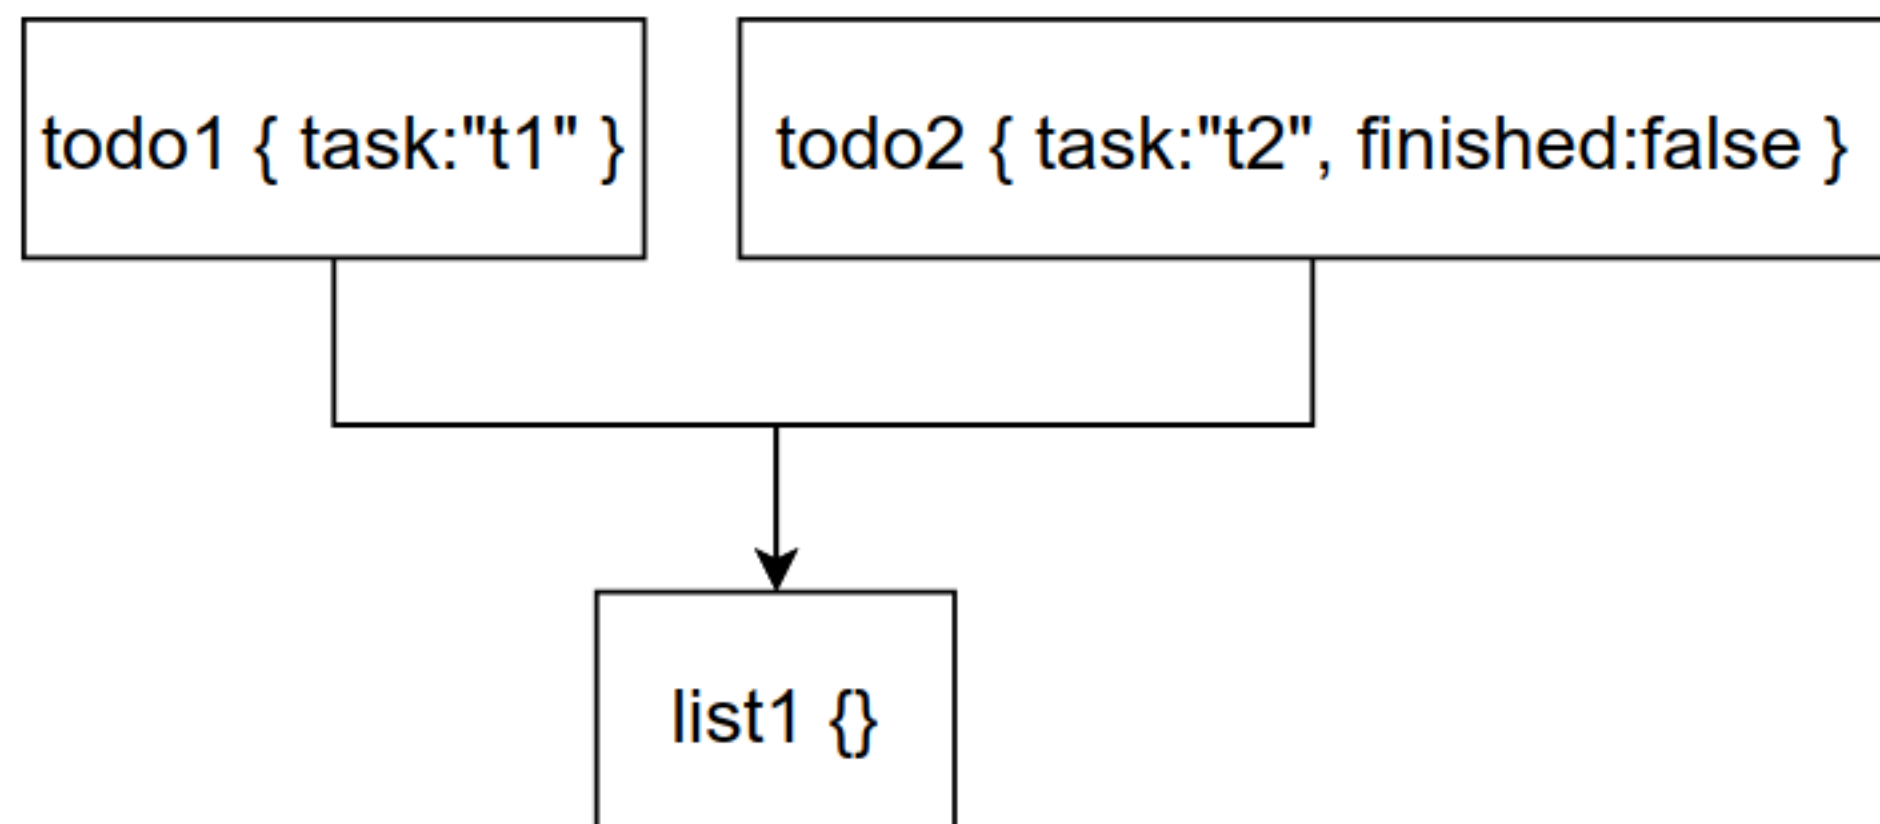 todo1 { task:"t1" }
todo2 { task:"t2", finished:false }
list1 {}